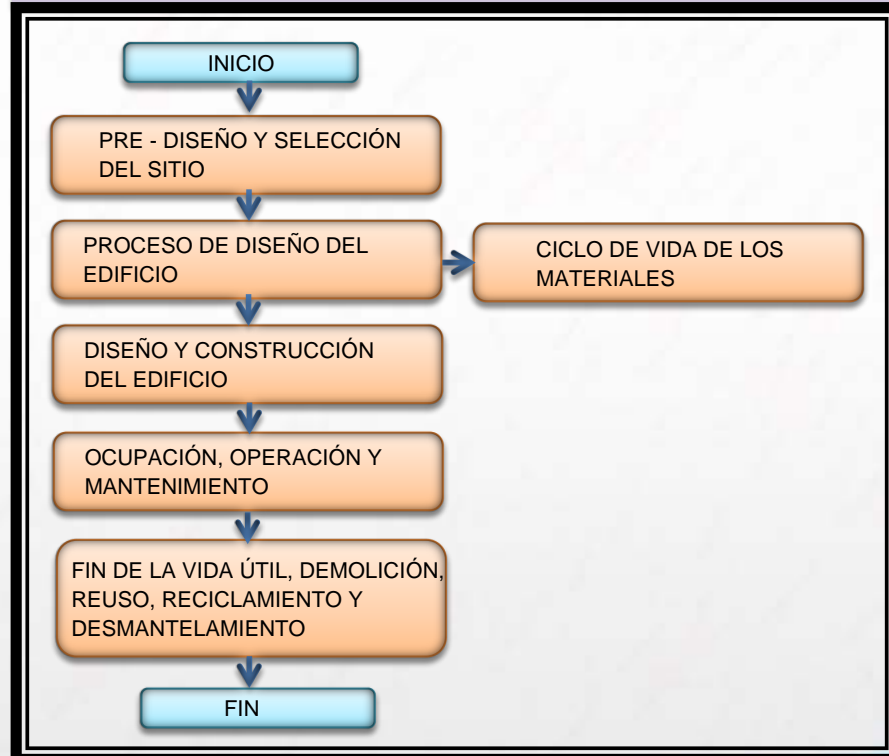 INICIO
PRE - DISEÑO Y SELECCIÓN
DEL SITIO
PROCESO DE DISEÑO DEL
EDIFICIO
CICLO DE VIDA DE LOS
MATERIALES
DISEÑO Y CONSTRUCCIÓN
DEL EDIFICIO
OCUPACIÓN, OPERACIÓN Y
MANTENIMIENTO
FIN DE LA VIDA ÚTIL, DEMOLICIÓN,
REUSO, RECICLAMIENTO Y
DESMANTELAMIENTO
FIN